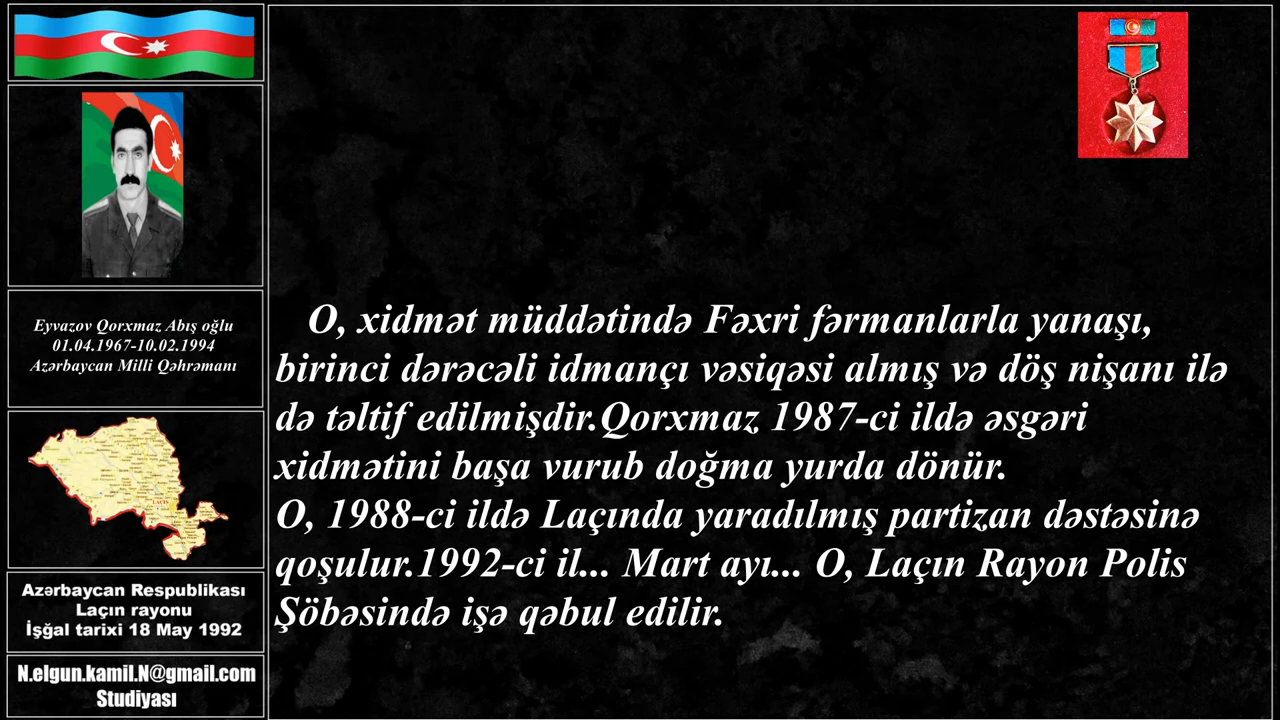 Eyvazov Qorxmaz Abış oğlu
01.04.1967-10.02.1994
Azərbaycan Milli Qəhrəmanı
LAÇIN
Azərbaycan Respublikası
Laçın rayonu
İşğal tarixi 18 May 1992
N.elgun.kamil.N@gmail.com
Studiyası
O, xidmət müddətində Fəxri fərmanlarla yanaşı,
birinci dərəcəli idmançı vəsiqəsi almış və döş nişanı ilə
də təltif edilmişdir.Qorxmaz 1987-ci ildə əsgəri
xidmətini başa vurub doğma yurda dönür.
O, 1988-ci ildə Laçında yaradılmış partizan dəstəsinə
qoşulur.1992-ci il... Mart ayı... O, Laçın Rayon Polis
Şöbəsində işə qəbul edilir.